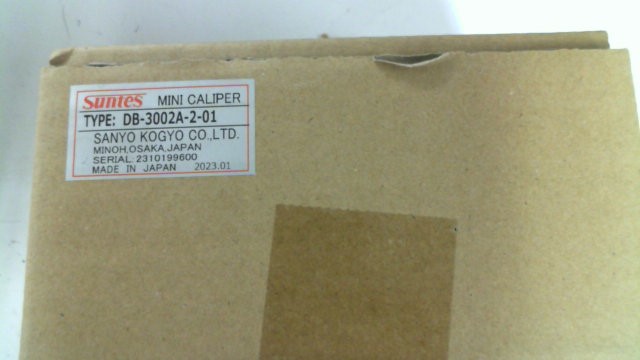 Suntes MINI CALIPER
TYPE: DB-3002A-2-01
SANYO KOGYO CO.,LTD.
MINOH,OSAKA,JAPAN
SERIAL. 2310199600
MADE IN JAPAN 2023.01